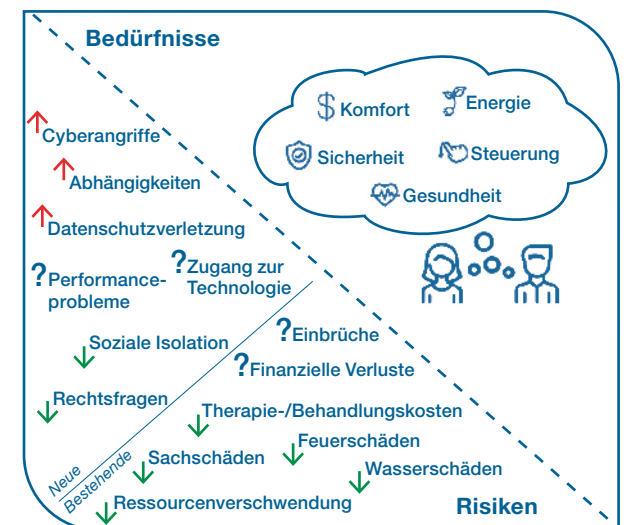 Bedürfnisse
$ Komfort
Energie
Sicherheit
Steuerung
Gesundheit
Cyberangriffe
Abhängigkeiten
Datenschutzverletzung
?Performance-
probleme
?Zugang zur
Technologie
Soziale Isolation
Rechtsfragen
?Einbrüche
?Finanzielle Verluste
Therapie-/Behandlungskosten
Feuerschäden
Sachschäden
Wasserschäden
Ressourcenverschwendung
Neue
Bestehende
Risiken